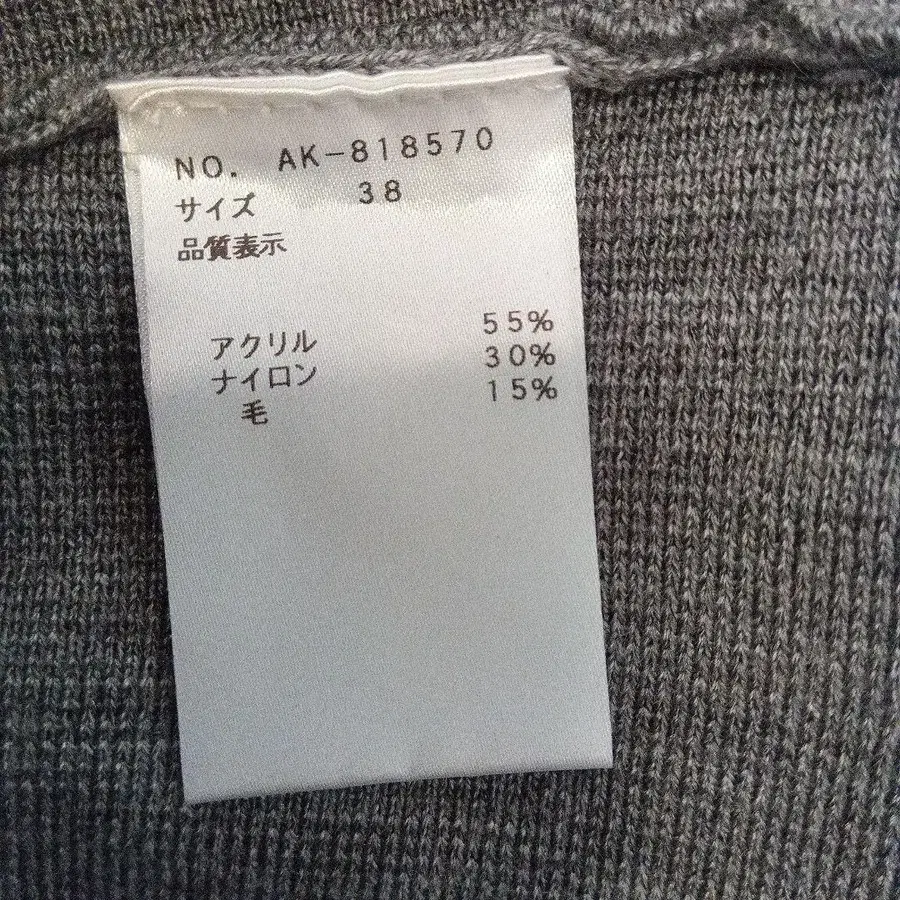 NO. AK-818570
サイズ 38
品質表示
アクリル 55%
ナイロン 30%
毛 15%